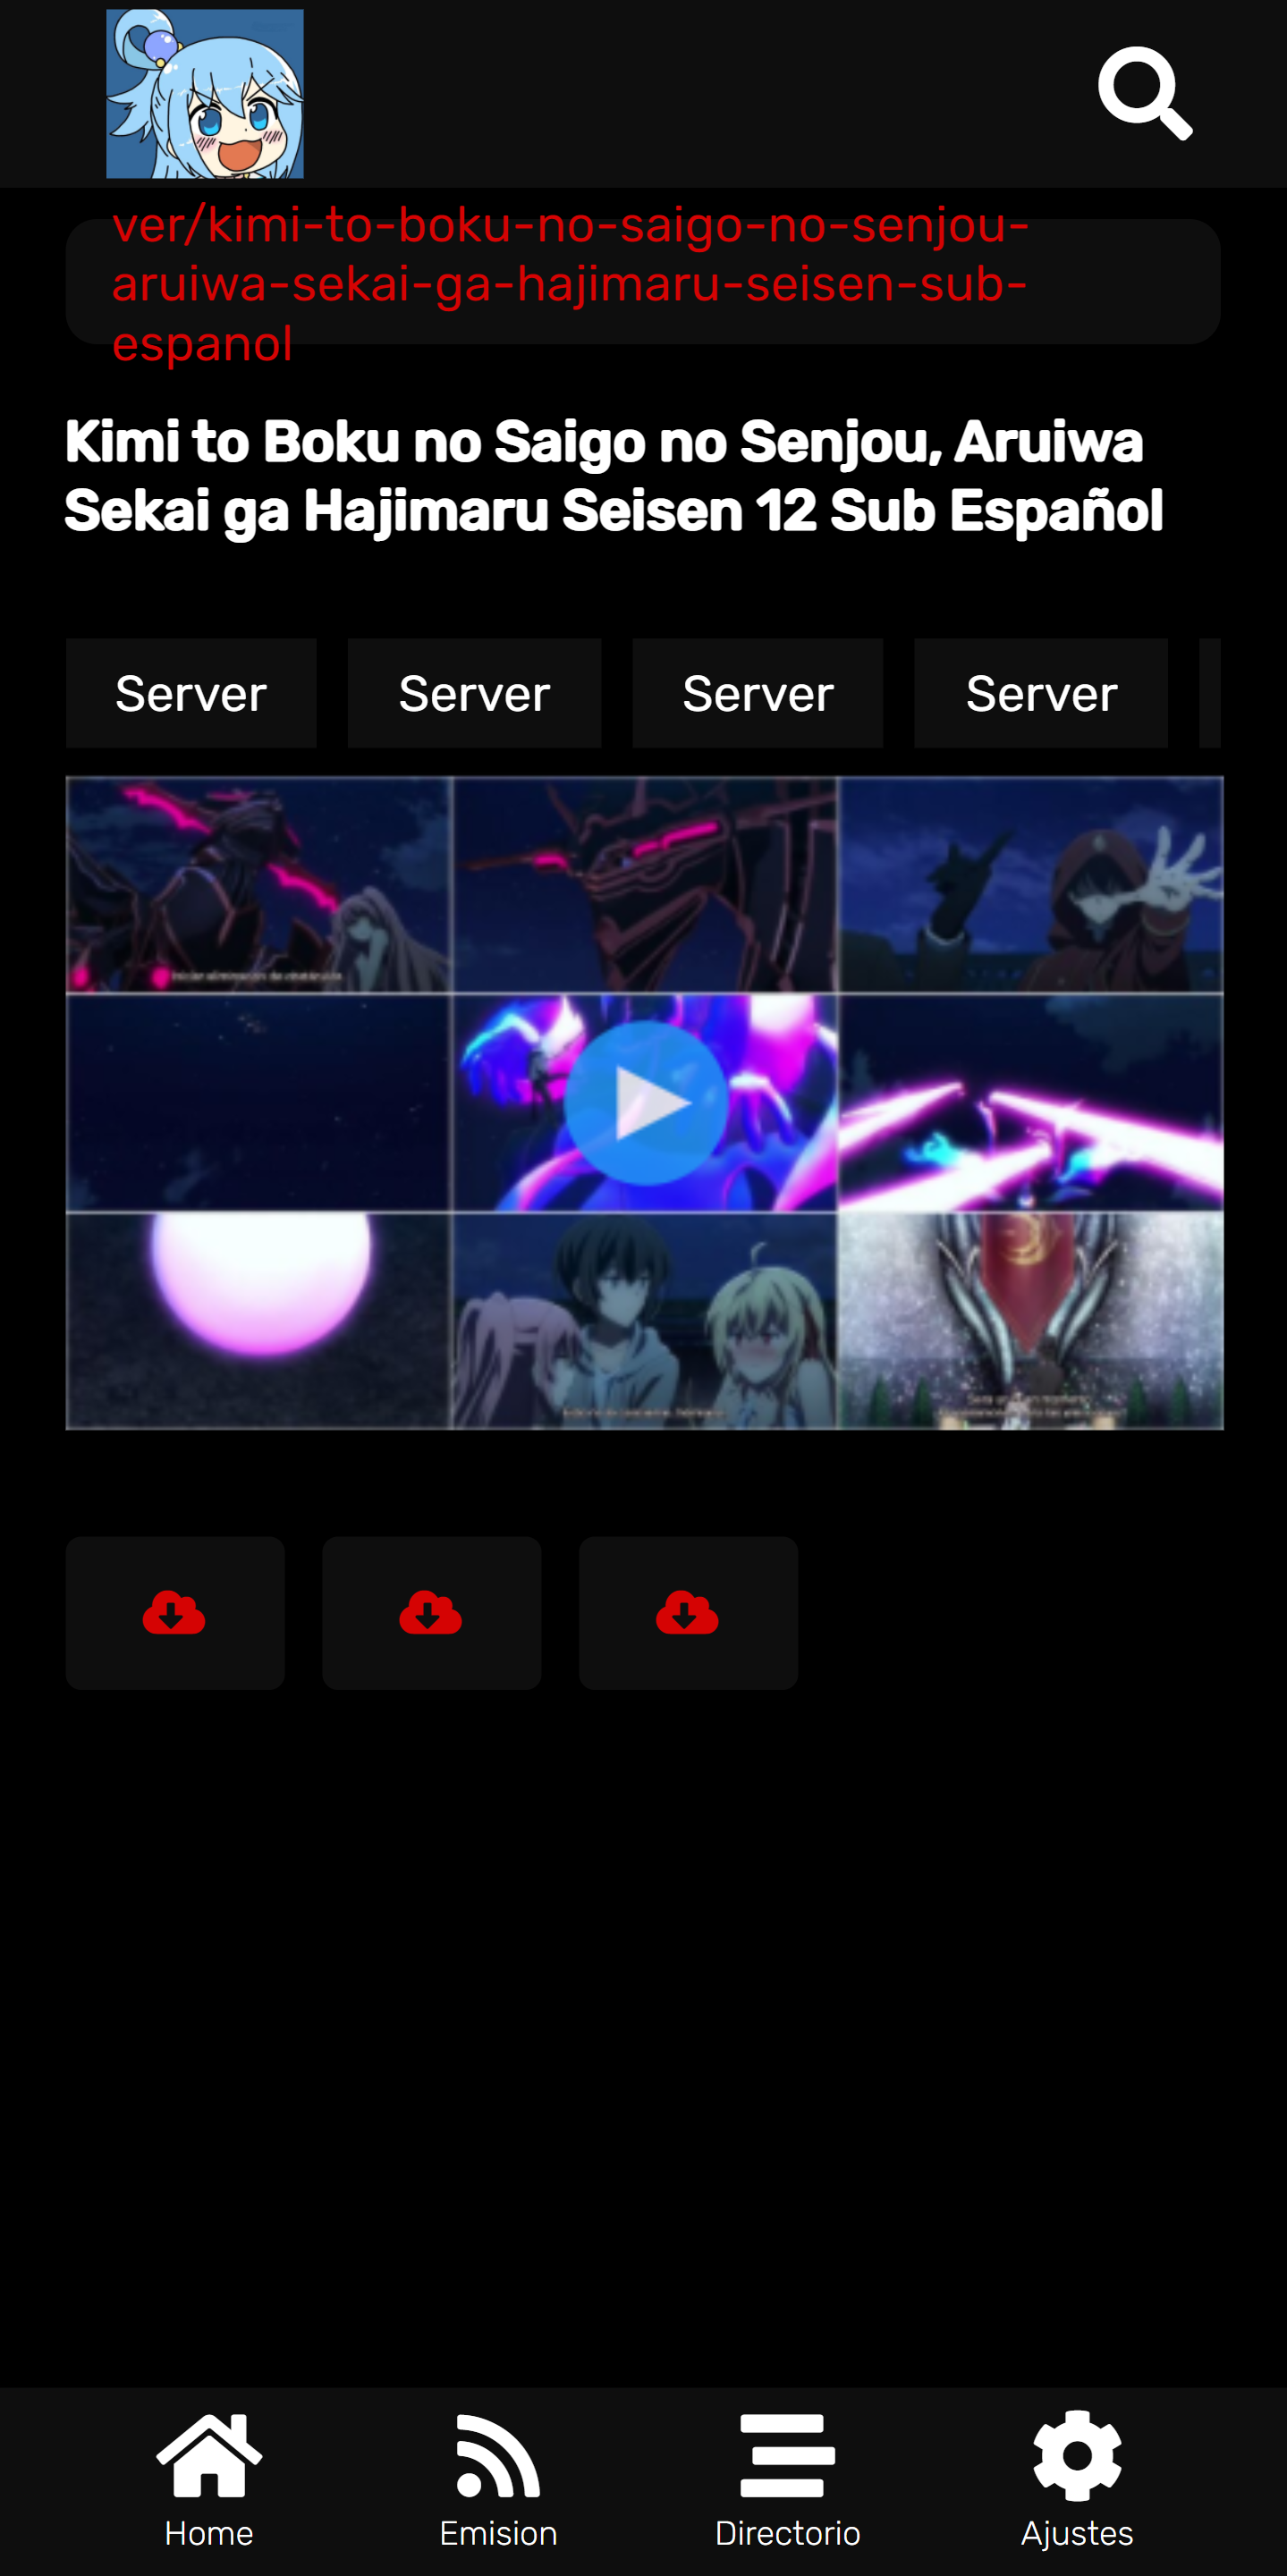 ver/kimi-to-boku-no-saigo-no-senjou-
aruiwa-sekai-ga-hajimaru-seisen-sub-
espanol
Kimi to Boku no Saigo no Senjou, Aruiwa
Sekai ga Hajimaru Seisen 12 Sub Español
Server Server Server Server
Home Emision Directorio Ajustes